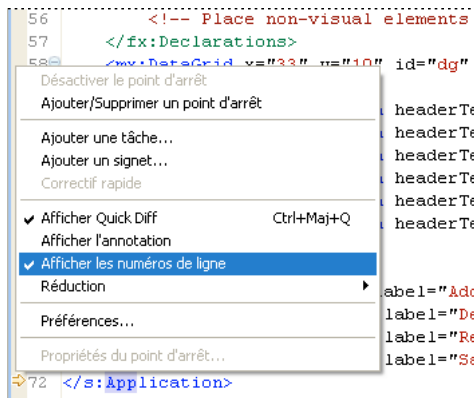 56 <!-- Place non-visual elements
57 </fx:Declarations>
58 <mx:DataGrid x="33" y="10" id="dg"
Désactiver le point d'arrêt
Ajouter/Supprimer un point d'arrêt headerTe
headerTe
Ajouter une tâche... headerTe
Ajouter un signet... headerTe
Correctif rapide headerTe
Afficher Quick Diff Ctrl+Maj+Q headerTe
Afficher l'annotation
Afficher les numéros de ligne
Réduction abel="Add
label="De
Préférences... label="Re
Propriétés du point d'arrêt... label="Sa
72 </s:Application>